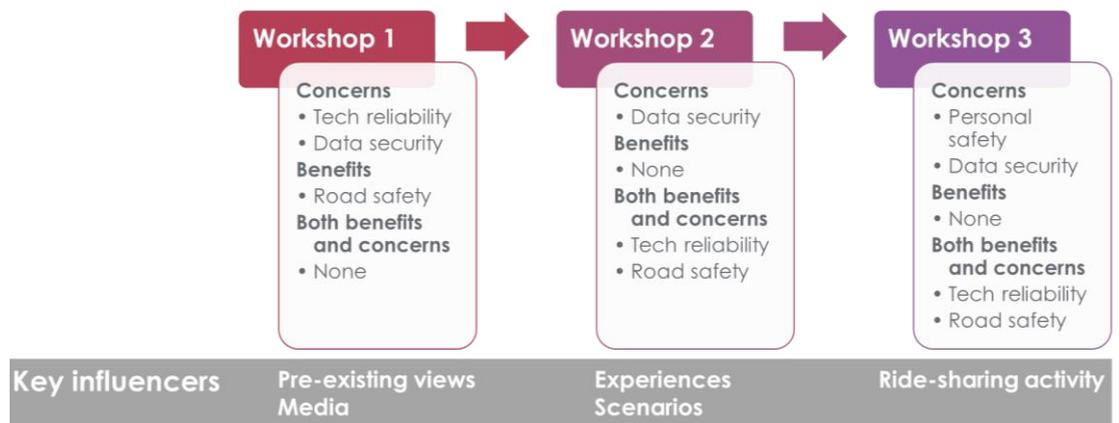 Workshop 1
Concerns
• Tech reliability
• Data security
Benefits
• Road safety
Both benefits
and concerns
• None
Workshop 2
Concerns
• Data security
Benefits
• None
Both benefits
and concerns
• Tech reliability
• Road safety
Workshop 3
Concerns
• Personal
safety
• Data security
Benefits
• None
Both benefits
and concerns
• Tech reliability
• Road safety
Key influencers
Pre-existing views
Media
Experiences
Scenarios
Ride-sharing activity